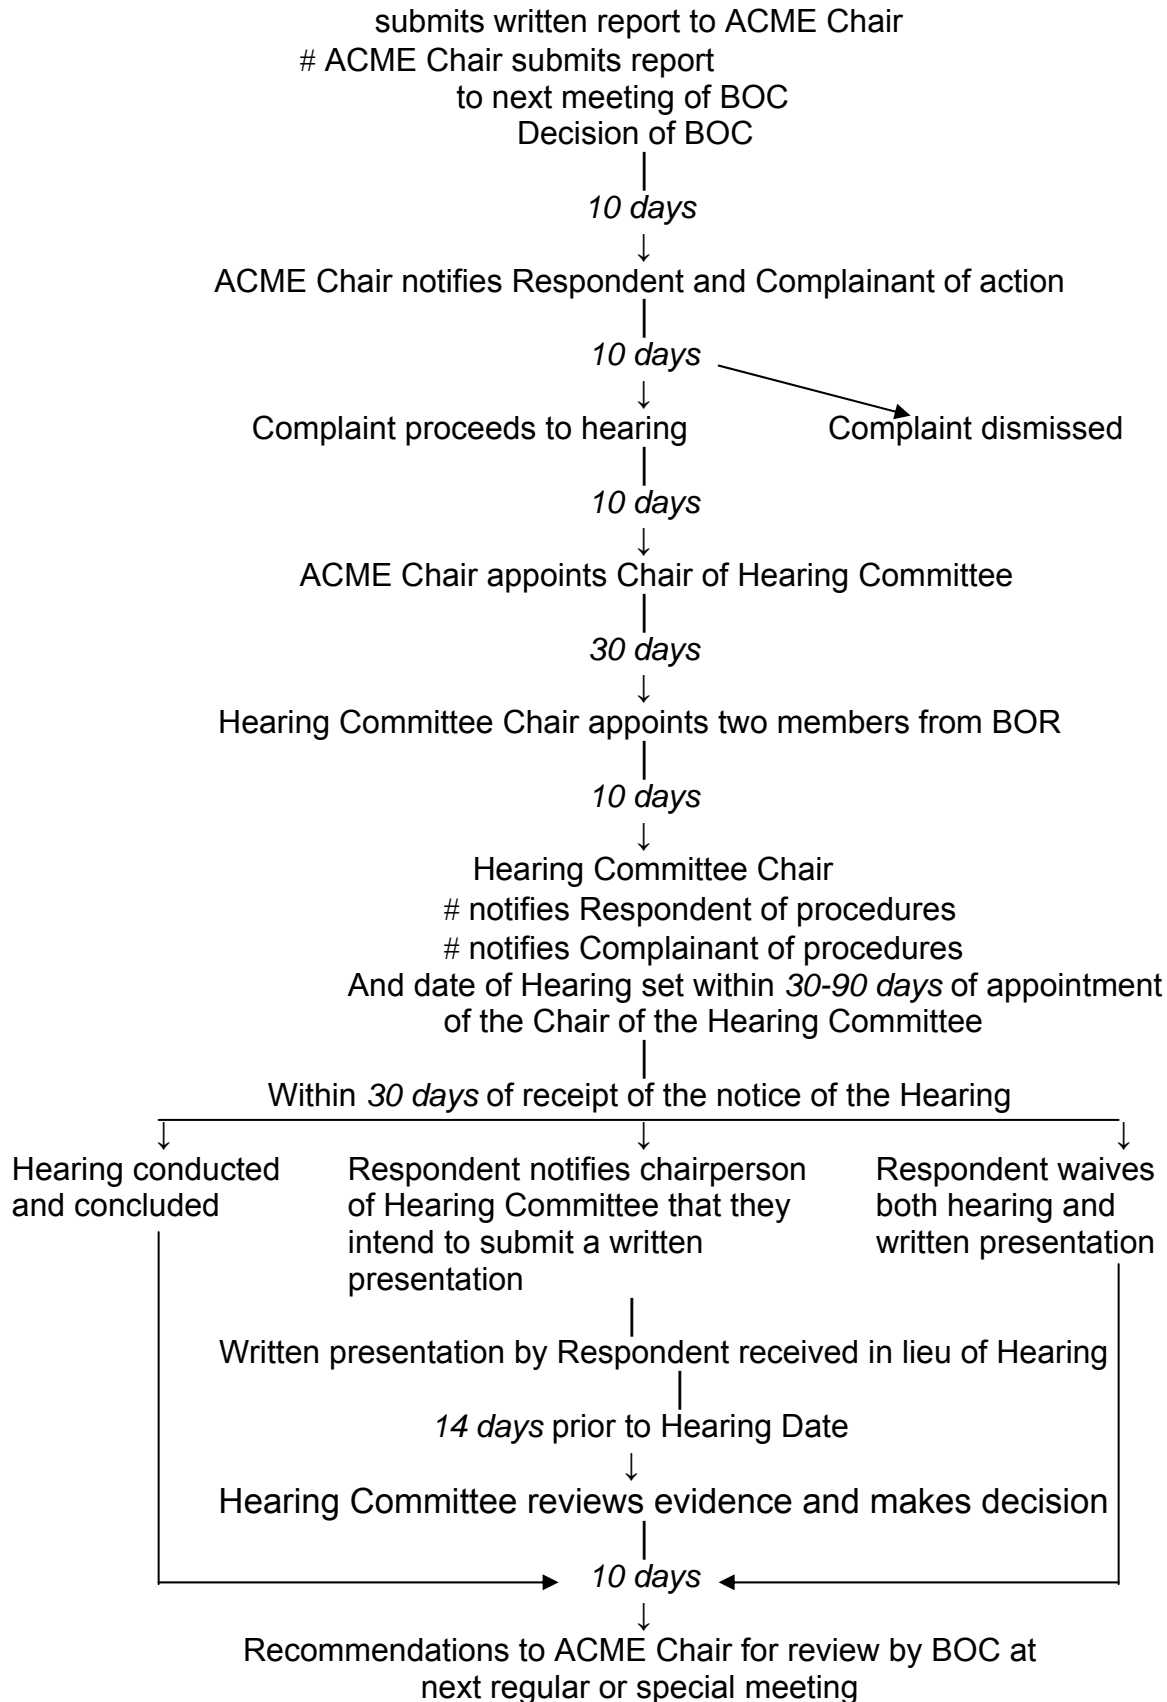 submits written report to ACME Chair
# ACME Chair submits report
to next meeting of BOC
Decision of BOC
10 days
ACME Chair notifies Respondent and Complainant of action
10 days
Complaint proceeds to hearing Complaint dismissed
10 days
ACME Chair appoints Chair of Hearing Committee
30 days
Hearing Committee Chair appoints two members from BOR
10 days
Hearing Committee Chair
# notifies Respondent of procedures
# notifies Complainant of procedures
And date of Hearing set within 30-90 days of appointment
of the Chair of the Hearing Committee
Within 30 days of receipt of the notice of the Hearing
Hearing conducted
and concluded
Respondent notifies chairperson
of Hearing Committee that they
intend to submit a written
presentation
Respondent waives
both hearing and
written presentation
Written presentation by Respondent received in lieu of Hearing
14 days prior to Hearing Date
Hearing Committee reviews evidence and makes decision
10 days
Recommendations to ACME Chair for review by BOC at
next regular or special meeting